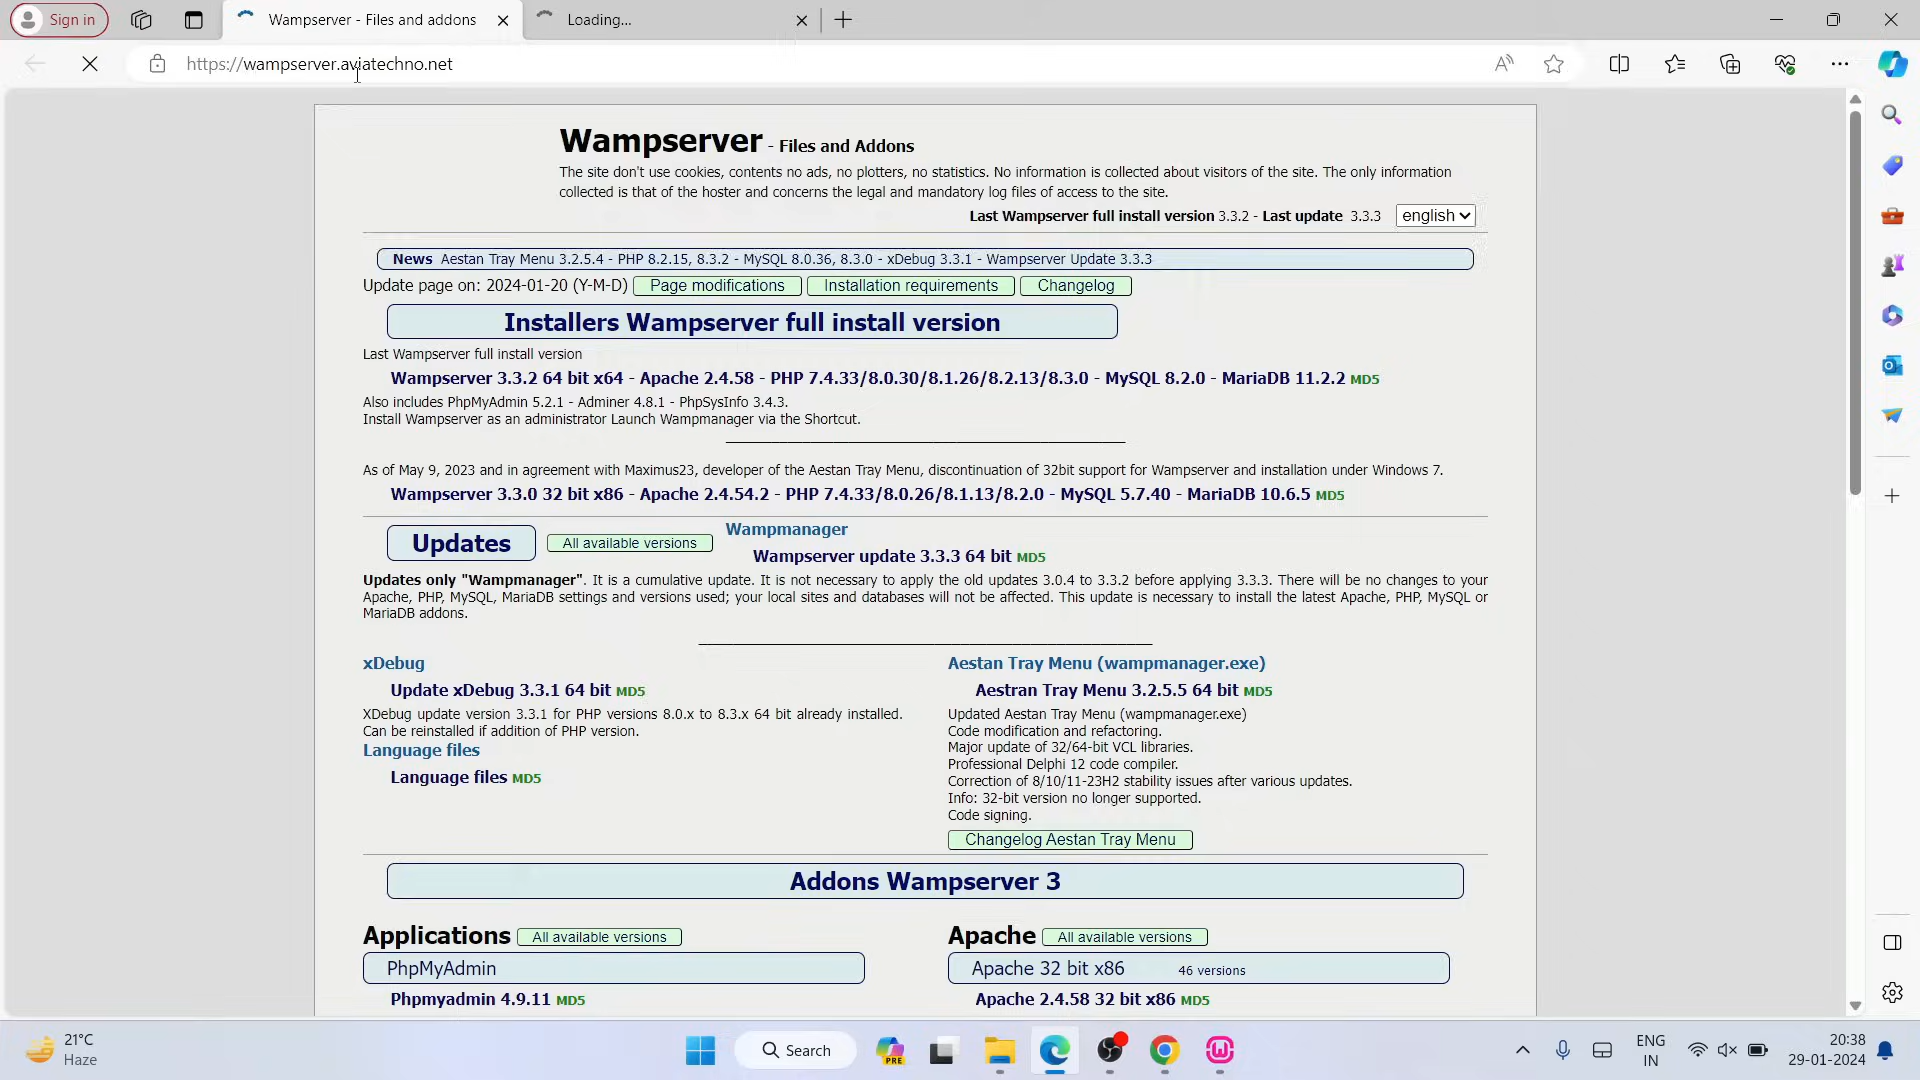 Sign in
Wampserver - Files and addons
Loading...
https://wampserver.aviatechno.net
Wampserver - Files and Addons
The site don't use cookies, contents no ads, no plotters, no statistics. No information is collected about visitors of the site. The only information
collected is that of the hoster and concerns the legal and mandatory log files of access to the site.
Last Wampserver full install version 3.3.2 - Last update 3.3.3 english
News Aestan Tray Menu 3.2.5.4 - PHP 8.2.15, 8.3.2 - MySQL 8.0.36, 8.3.0 - xDebug 3.3.1 - Wampserver Update 3.3.3
Update page on: 2024-01-20 (Y-M-D) Page modifications Installation requirements Changelog
Installers Wampserver full install version
Last Wampserver full install version
Wampserver 3.3.2 64 bit x64 - Apache 2.4.58 - PHP 7.4.33/8.0.30/8.1.26/8.2.13/8.3.0 - MySQL 8.2.0 - MariaDB 11.2.2 MD5
Also includes PhpMyAdmin 5.2.1 - Adminer 4.8.1 - PhpSysInfo 3.4.3.
Install Wampserver as an administrator Launch Wampmanager via the Shortcut.
As of May 9, 2023 and in agreement with Maximus23, developer of the Aestan Tray Menu, discontinuation of 32bit support for Wampserver and installation under Windows 7.
Wampserver 3.3.0 32 bit x86 - Apache 2.4.54.2 - PHP 7.4.33/8.0.26/8.1.13/8.2.0 - MySQL 5.7.40 - MariaDB 10.6.5 MD5
Updates All available versions Wampmanager
Wampserver update 3.3.3 64 bit MD5
Updates only "Wampmanager". It is a cumulative update. It is not necessary to apply the old updates 3.0.4 to 3.3.2 before applying 3.3.3. There will be no changes to your
Apache, PHP, MySQL, MariaDB settings and versions used; your local sites and databases will not be affected. This update is necessary to install the latest Apache, PHP, MySQL or
MariaDB addons.
xDebug
Update xDebug 3.3.1 64 bit MD5
XDebug update version 3.3.1 for PHP versions 8.0.x to 8.3.x 64 bit already installed.
Can be reinstalled if addition of PHP version.
Language files
Language files MD5
Aestan Tray Menu (wampmanager.exe)
Aestran Tray Menu 3.2.5.5 64 bit MD5
Updated Aestan Tray Menu (wampmanager.exe)
Code modification and refactoring.
Major update of 32/64-bit VCL libraries.
Professional Delphi 12 code compiler.
Correction of 8/10/11-23H2 stability issues after various updates.
Info: 32-bit version no longer supported.
Code signing.
Changelog Aestan Tray Menu
Addons Wampserver 3
Applications All available versions
PhpMyAdmin
Phpmyadmin 4.9.11 MD5
Apache All available versions
Apache 32 bit x86 46 versions
Apache 2.4.58 32 bit x86 MD5
21°C
Haze
Search
PRE
ENG
IN
20:38
29-01-2024